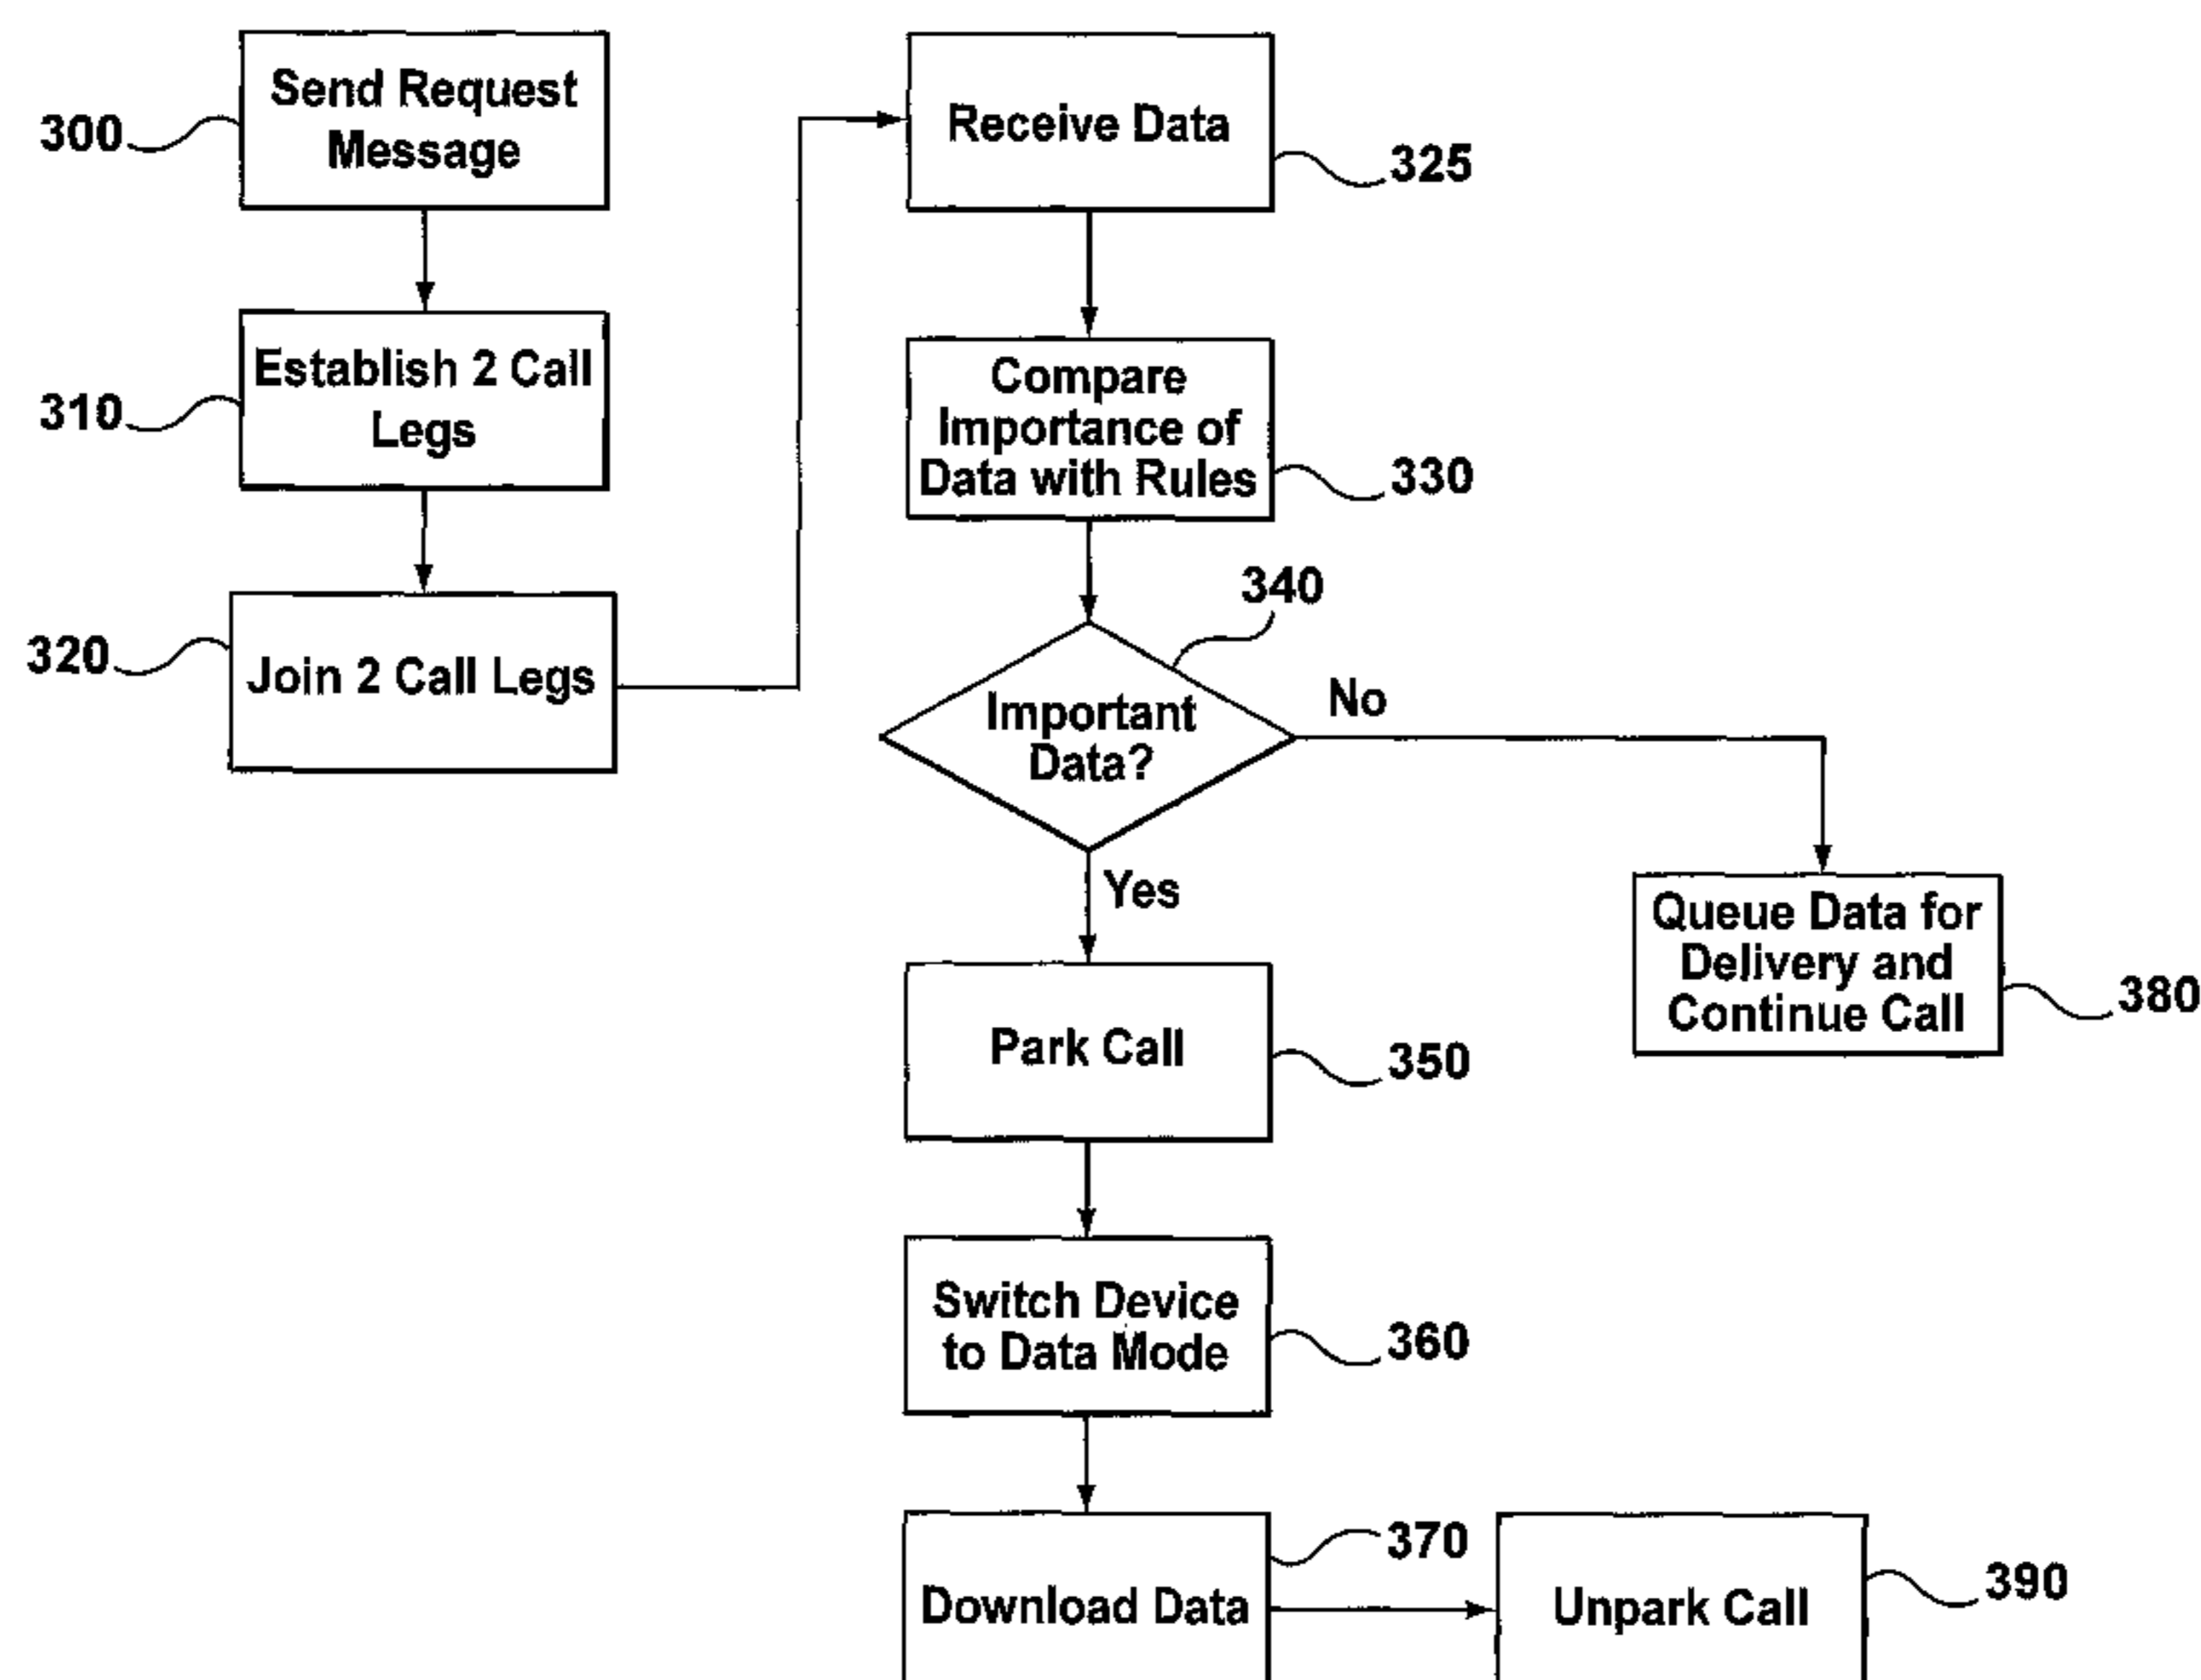 300
Send Request
Message
310
Establish 2 Call
Legs
320
Join 2 Call Legs
Receive Data
325
Compare
Importance of
Data with Rules
330
340
Important
Data?
No
Yes
Queue Data for
Delivery and
Continue Call
380
Park Call
350
Switch Device
to Data Mode
360
Download Data
370
Unpark Call
390